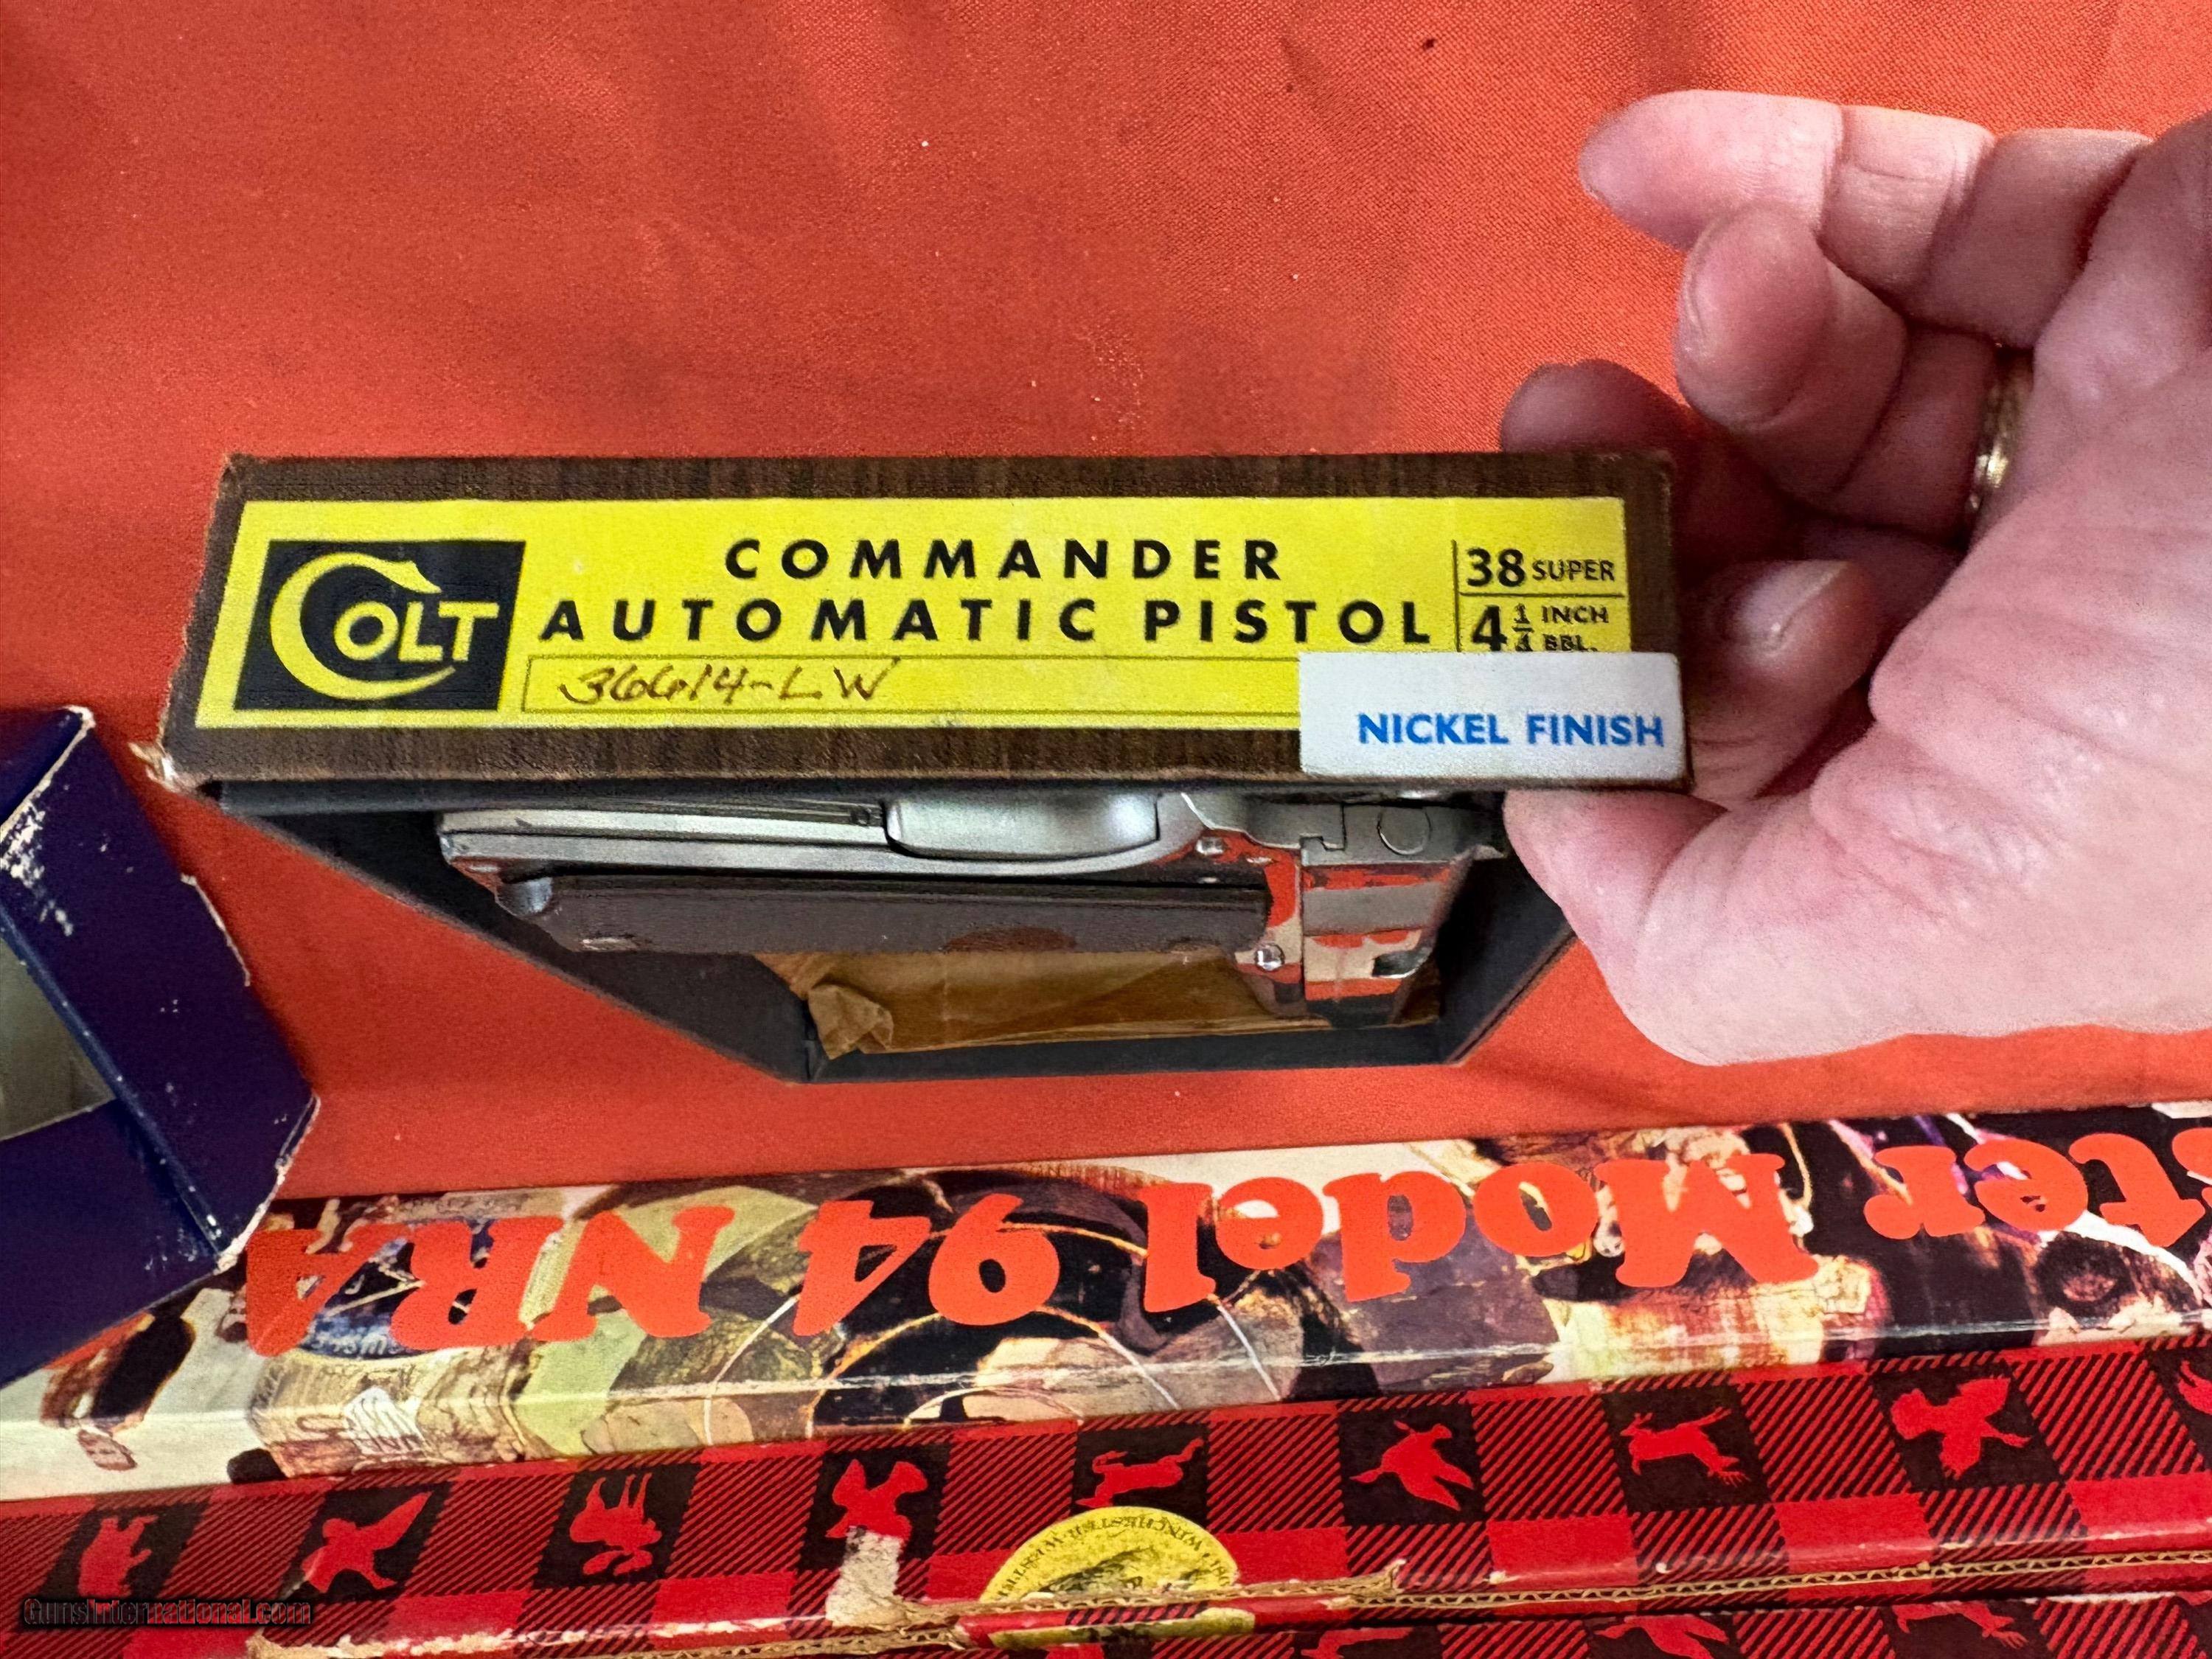 COLT
COMMANDER
AUTOMATIC PISTOL
38 SUPER
4 1/4 INCH
BBL.
36614-LW
NICKEL FINISH
ter Model 94 NRA
GunsInternational.com